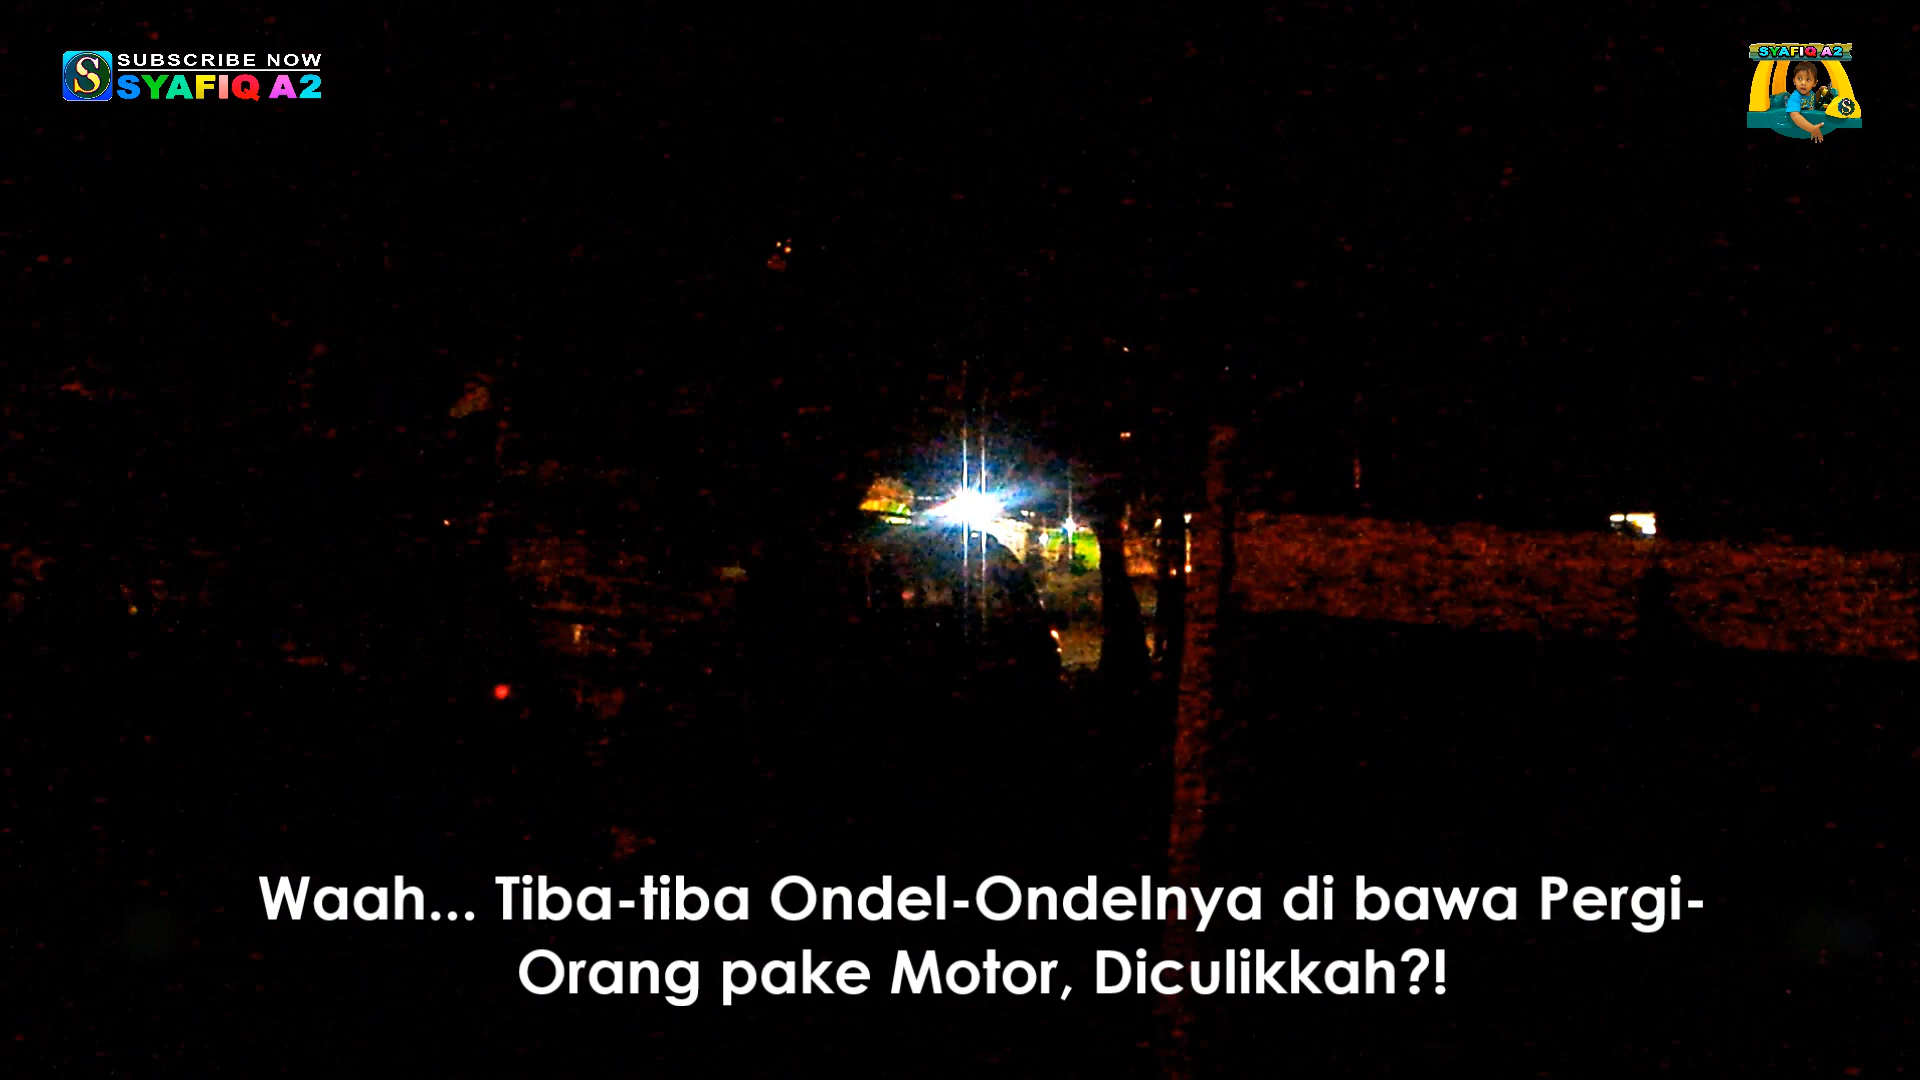 SUBSCRIBE NOW
SYAFIQ A2
SYAFIQ A2
Waah... Tiba-tiba Ondel-Ondelnya di bawa Pergi-
Orang pake Motor, Diculikkah?!